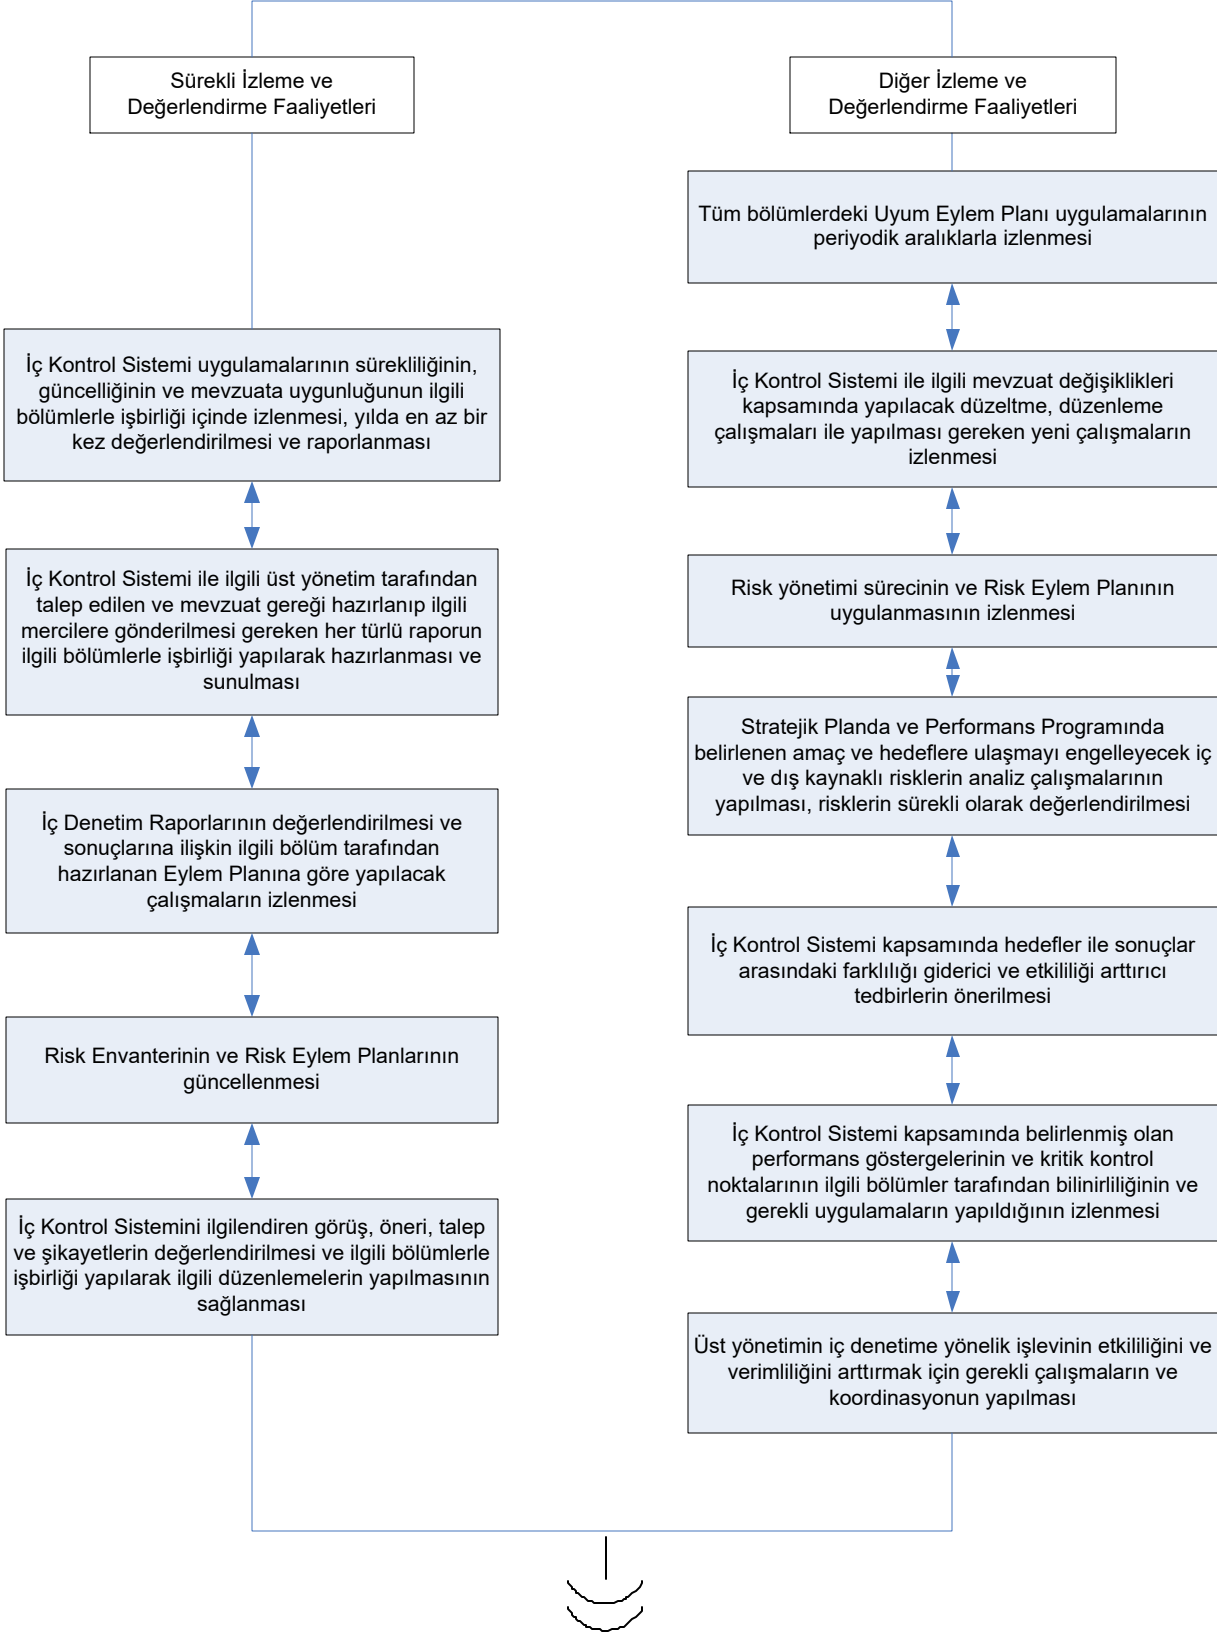 Sürekli İzleme ve
Değerlendirme Faaliyetleri
İç Kontrol Sistemi uygulamalarının sürekliliğinin,
güncelliğinin ve mevzuata uygunluğunun ilgili
bölümlerle işbirliği içinde izlenmesi, yılda en az bir
kez değerlendirilmesi ve raporlanması
İç Kontrol Sistemi ile ilgili üst yönetim tarafından
talep edilen ve mevzuat gereği hazırlanıp ilgili
mercilere gönderilmesi gereken her türlü raporun
ilgili bölümlerle işbirliği yapılarak hazırlanması ve
sunulması
İç Denetim Raporlarının değerlendirilmesi ve
sonuçlarına ilişkin ilgili bölüm tarafından
hazırlanan Eylem Planına göre yapılacak
çalışmaların izlenmesi
Risk Envanterinin ve Risk Eylem Planlarının
güncellenmesi
İç Kontrol Sistemini ilgilendiren görüş, öneri, talep
ve şikayetlerin değerlendirilmesi ve ilgili bölümlerle
işbirliği yapılarak ilgili düzenlemelerin yapılmasının
sağlanması
Diğer İzleme ve
Değerlendirme Faaliyetleri
Tüm bölümlerdeki Uyum Eylem Planı uygulamalarının
periyodik aralıklarla izlenmesi
İç Kontrol Sistemi ile ilgili mevzuat değişiklikleri
kapsamında yapılacak düzeltme, düzenleme
çalışmaları ile yapılması gereken yeni çalışmaların
izlenmesi
Risk yönetimi sürecinin ve Risk Eylem Planının
uygulanmasının izlenmesi
Stratejik Planda ve Performans Programında
belirlenen amaç ve hedeflere ulaşmayı engelleyecek iç
ve dış kaynaklı risklerin analiz çalışmalarının
yapılması, risklerin sürekli olarak değerlendirilmesi
İç Kontrol Sistemi kapsamında hedefler ile sonuçlar
arasındaki farklılığı giderici ve etkililiği arttırıcı
tedbirlerin önerilmesi
İç Kontrol Sistemi kapsamında belirlenmiş olan
performans göstergelerinin ve kritik kontrol
noktalarının ilgili bölümler tarafından bilinirliliğinin ve
gerekli uygulamaların yapıldığının izlenmesi
Üst yönetimin iç denetime yönelik işlevinin etkililiğini ve
verimliliğini arttırmak için gerekli çalışmaların ve
koordinasyonun yapılması